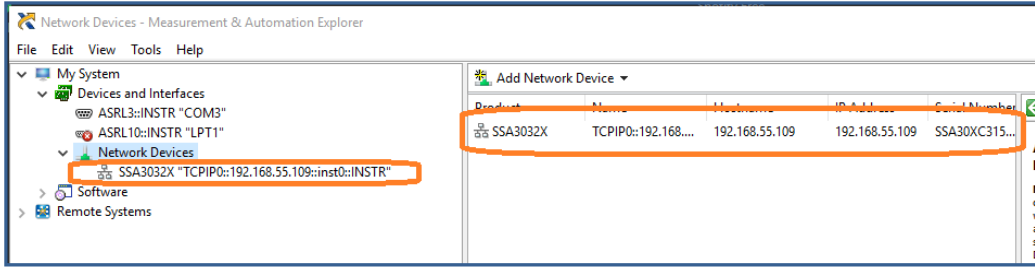 Network Devices - Measurement & Automation Explorer
File Edit View Tools Help
My System
Devices and Interfaces
ASRL3::INSTR "COM3"
ASRL10::INSTR "LPT1"
Network Devices
SSA3032X "TCPIP0::192.168.55.109::inst0::INSTR"
Software
Remote Systems
Add Network Device
Product Name Hostname IP Address Serial Number
SSA3032X TCPIP0::192.168.... 192.168.55.109 192.168.55.109 SSA30XC315...